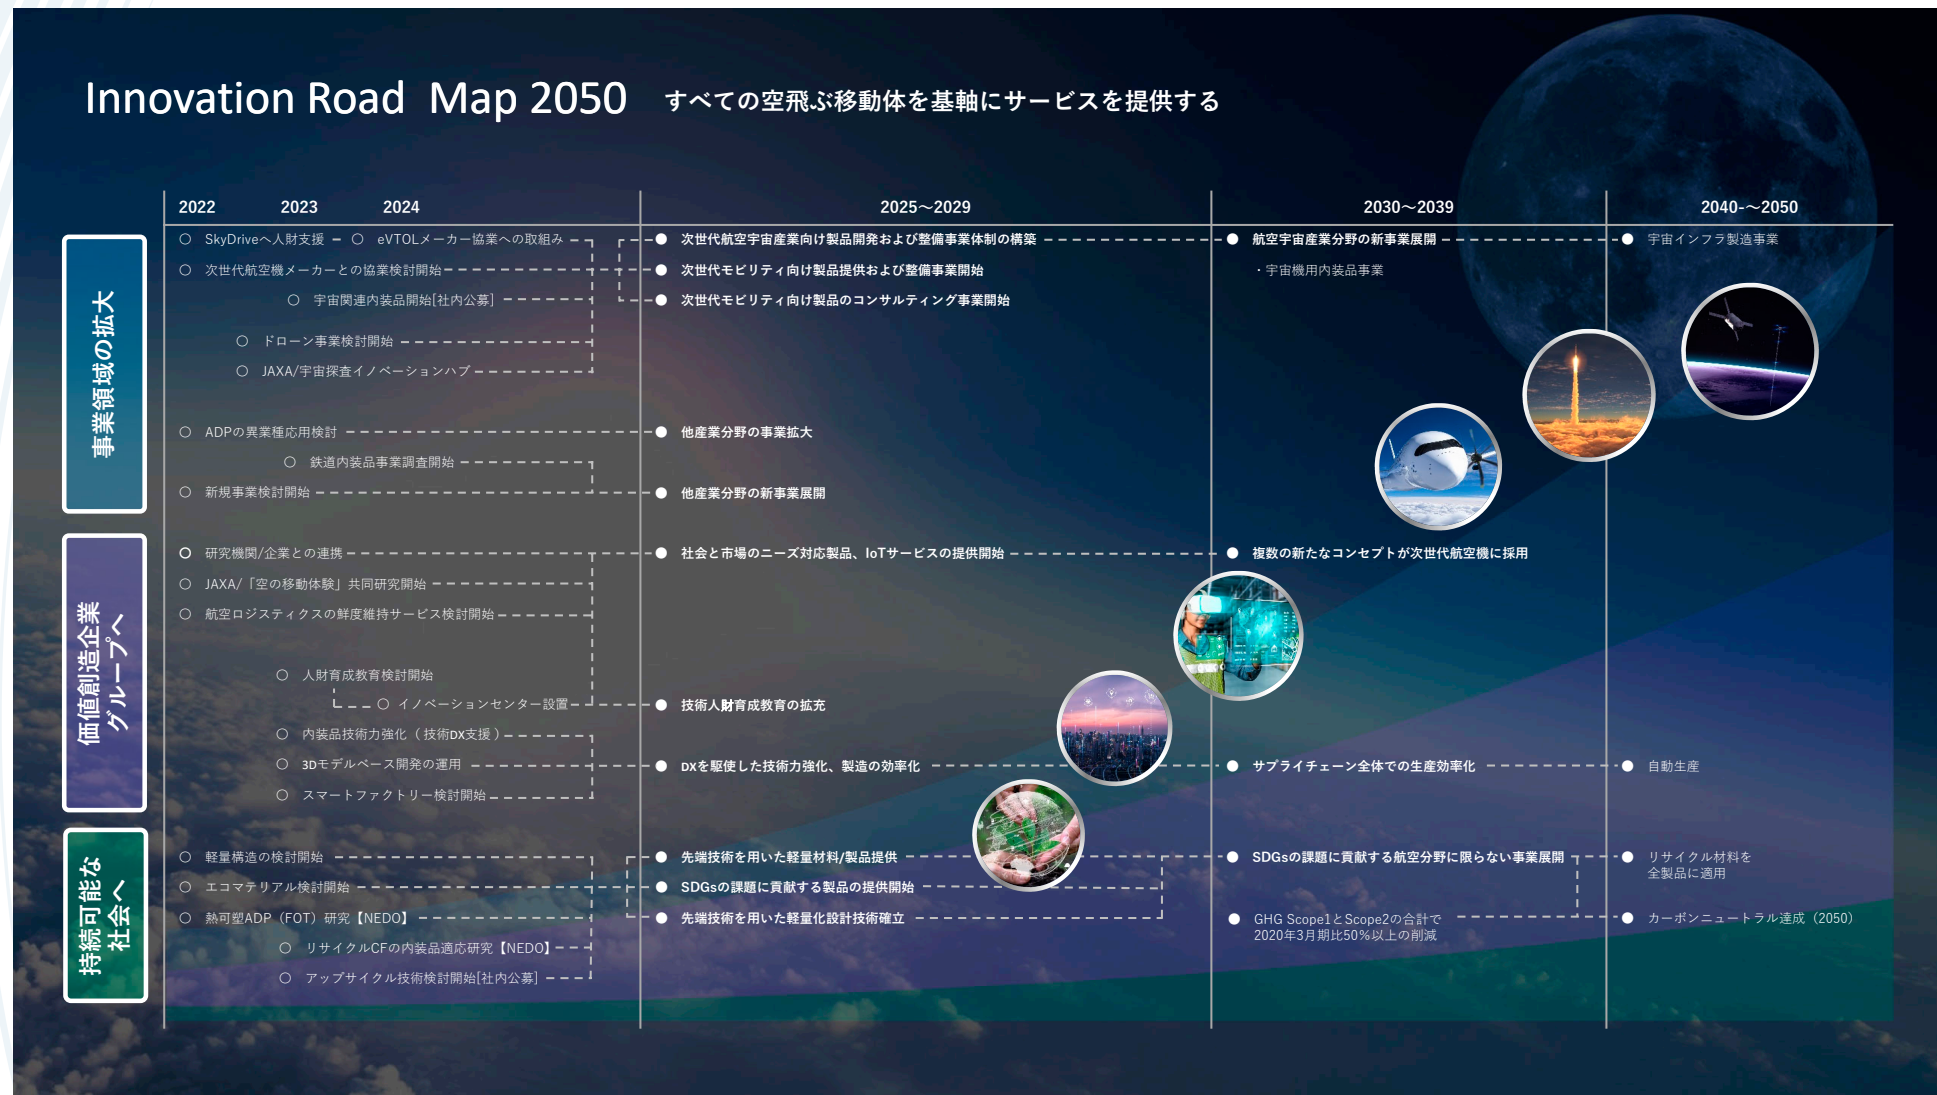 Innovation Road Map 2050 すべての空飛ぶ移動体を基軸にサービスを提供する
2022 2023 2024 2025～2029 2030～2039 2040-～2050
事業領域の拡大
○ SkyDriveへ人財支援 ○ eVTOLメーカー協業への取組み
● 次世代航空宇宙産業向け製品開発および整備事業体制の構築
● 航空宇宙産業分野の新事業展開
● 宇宙インフラ製造事業
○ 次世代航空機メーカーとの協業検討開始
● 次世代モビリティ向け製品提供および整備事業開始
・宇宙機用内装品事業
○ 宇宙関連内装品開始[社内公募]
● 次世代モビリティ向け製品のコンサルティング事業開始
○ ドローン事業検討開始
○ JAXA/宇宙探査イノベーションハブ
○ ADPの異業種応用検討
● 他産業分野の事業拡大
○ 鉄道内装品事業調査開始
○ 新規事業検討開始
● 他産業分野の新事業展開
価値創造企業
グループへ
○ 研究機関/企業との連携
● 社会と市場のニーズ対応製品、IoTサービスの提供開始
● 複数の新たなコンセプトが次世代航空機に採用
○ JAXA/「空の移動体験」共同研究開始
○ 航空ロジスティクスの鮮度維持サービス検討開始
○ 人財育成教育検討開始
○ イノベーションセンター設置
● 技術人財育成教育の拡充
○ 内装品技術力強化（技術DX支援）
○ 3Dモデルベース開発の運用
● DXを駆使した技術力強化、製造の効率化
● サプライチェーン全体での生産効率化
● 自動生産
○ スマートファクトリー検討開始
持続可能な
社会へ
○ 軽量構造の検討開始
● 先端技術を用いた軽量材料/製品提供
● SDGsの課題に貢献する航空分野に限らない事業展開
● リサイクル材料を
全製品に適用
○ エコマテリアル検討開始
● SDGsの課題に貢献する製品の提供開始
○ 熱可塑ADP（FOT）研究【NEDO】
● 先端技術を用いた軽量化設計技術確立
● GHG Scope1とScope2の合計で
2020年3月期比50%以上の削減
● カーボンニュートラル達成（2050）
○ リサイクルCFの内装品適応研究【NEDO】
○ アップサイクル技術検討開始[社内公募]